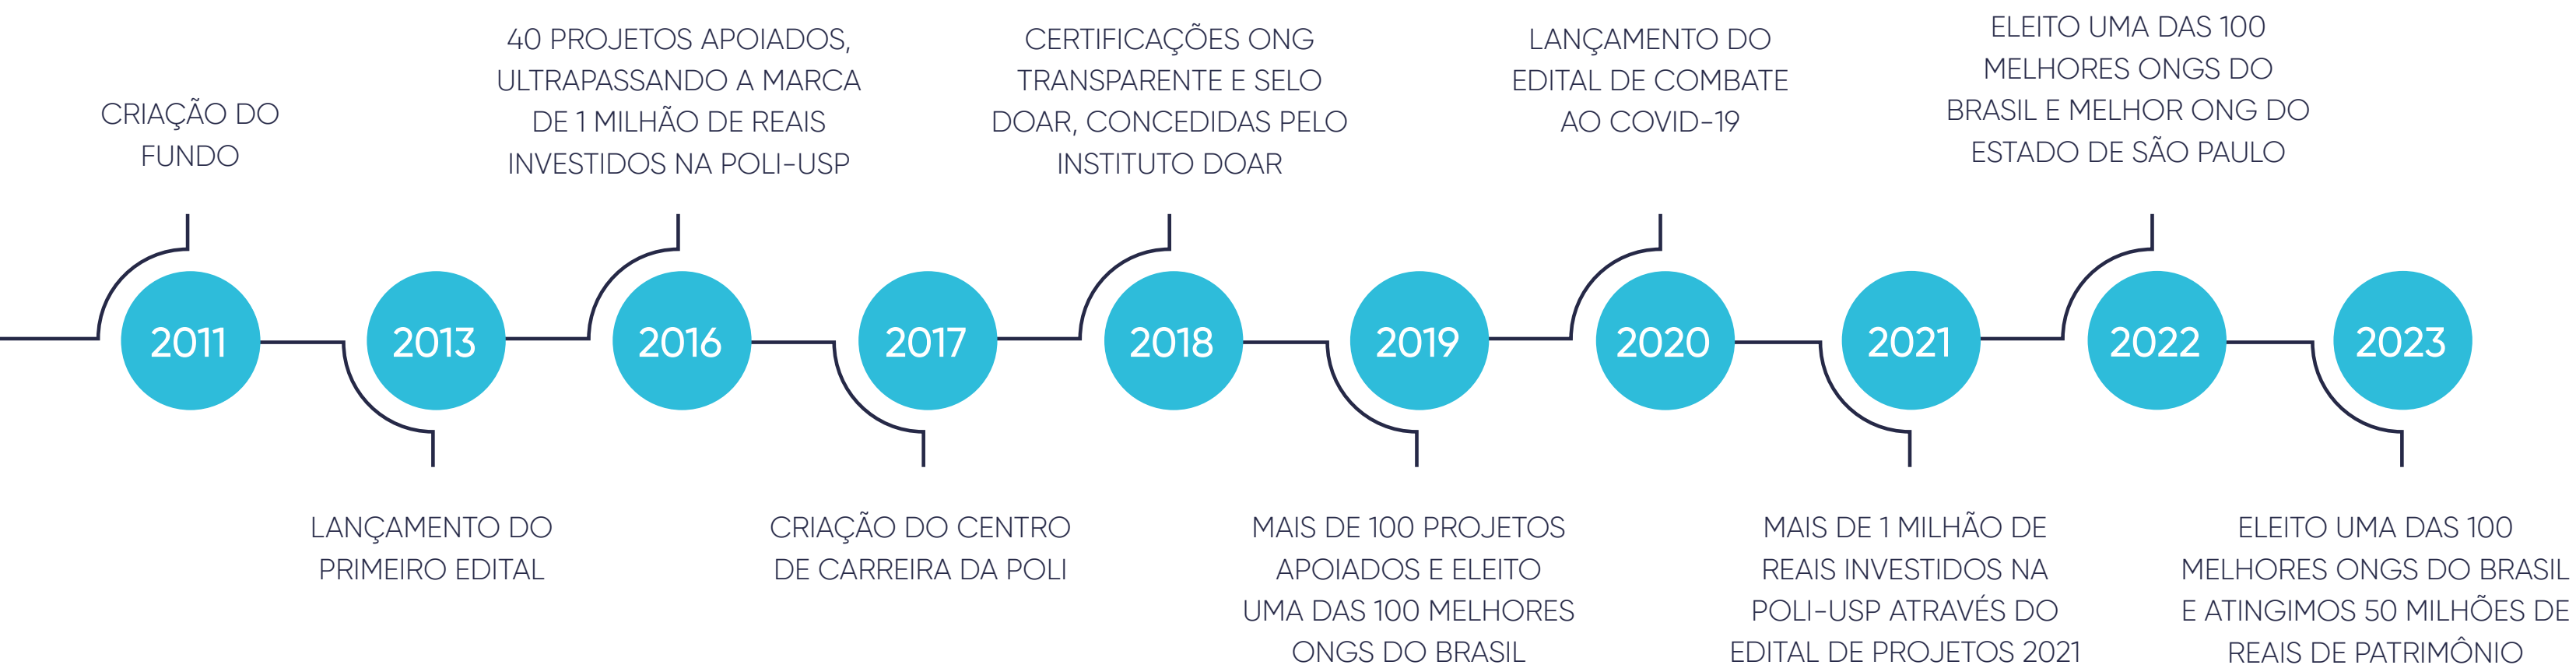 CRIAÇÃO DO
FUNDO
40 PROJETOS APOIADOS,
ULTRAPASSANDO A MARCA
DE 1 MILHÃO DE REAIS
INVESTIDOS NA POLI-USP
CERTIFICAÇÕES ONG
TRANSPARENTE E SELO
DOAR, CONCEDIDAS PELO
INSTITUTO DOAR
LANÇAMENTO DO
EDITAL DE COMBATE
AO COVID-19
ELEITO UMA DAS 100
MELHORES ONGS DO
BRASIL E MELHOR ONG DO
ESTADO DE SÃO PAULO
2011
2013
2016
2017
2018
2019
2020
2021
2022
2023
LANÇAMENTO DO
PRIMEIRO EDITAL
CRIAÇÃO DO CENTRO
DE CARREIRA DA POLI
MAIS DE 100 PROJETOS
APOIADOS E ELEITO
UMA DAS 100 MELHORES
ONGS DO BRASIL
MAIS DE 1 MILHÃO DE
REAIS INVESTIDOS NA
POLI-USP ATRAVÉS DO
EDITAL DE PROJETOS 2021
ELEITO UMA DAS 100
MELHORES ONGS DO BRASIL
E ATINGIMOS 50 MILHÕES DE
REAIS DE PATRIMÔNIO